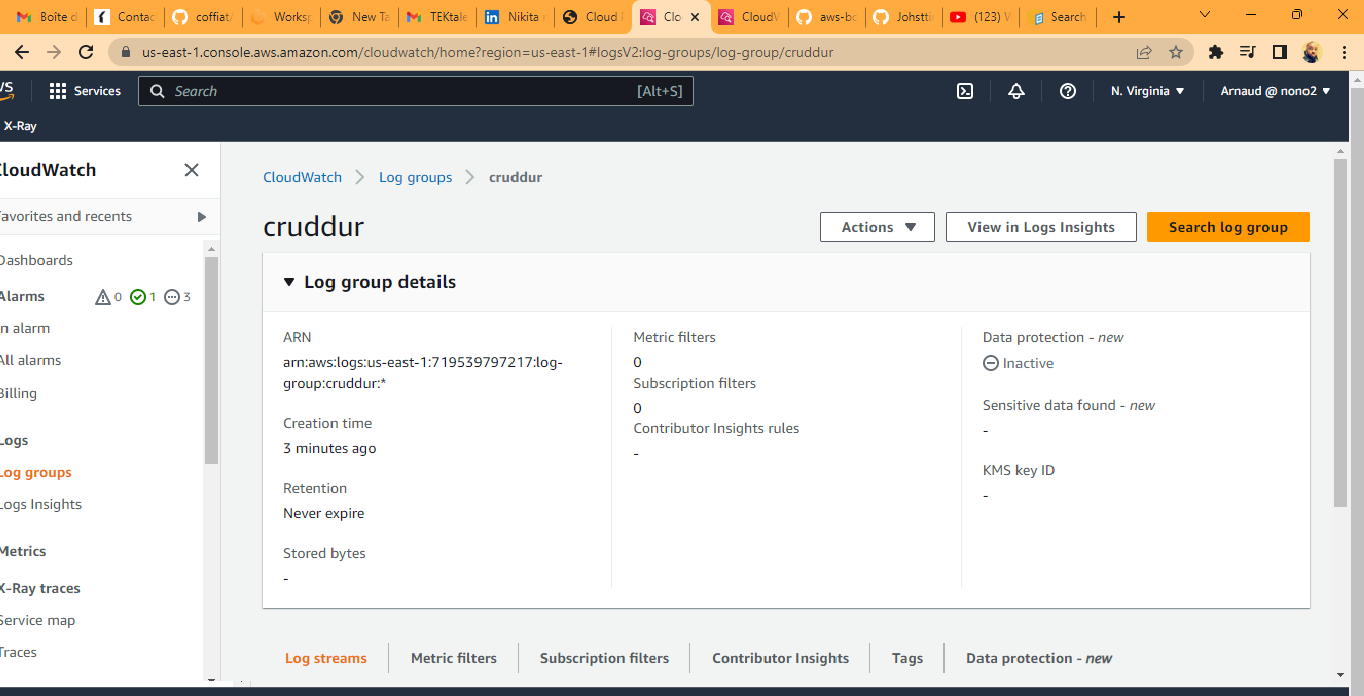 Boîte d
Contac
coffiat/
Worksp
New Ta
TEKtale
Nikita
Cloud
Clo
CloudW
aws-bo
Johstti
(123) W
Search
us-east-1.console.aws.amazon.com/cloudwatch/home?region=us-east-1#logsV2:log-groups/log-group/cruddur
Services
Search
[Alt+S]
N. Virginia
Arnaud @ nono2
X-Ray
CloudWatch
Favorites and recents
Dashboards
Alarms 0 1 3
In alarm
All alarms
Billing
Logs
Log groups
Logs Insights
Metrics
X-Ray traces
Service map
Traces
CloudWatch
Log groups
cruddur
cruddur
Actions
View in Logs Insights
Search log group
Log group details
ARN
arn:aws:logs:us-east-1:719539797217:log-
group:cruddur:*
Creation time
3 minutes ago
Retention
Never expire
Stored bytes
-
Metric filters
0
Subscription filters
0
Contributor Insights rules
-
Data protection - new
Inactive
Sensitive data found - new
-
KMS key ID
-
Log streams
Metric filters
Subscription filters
Contributor Insights
Tags
Data protection - new